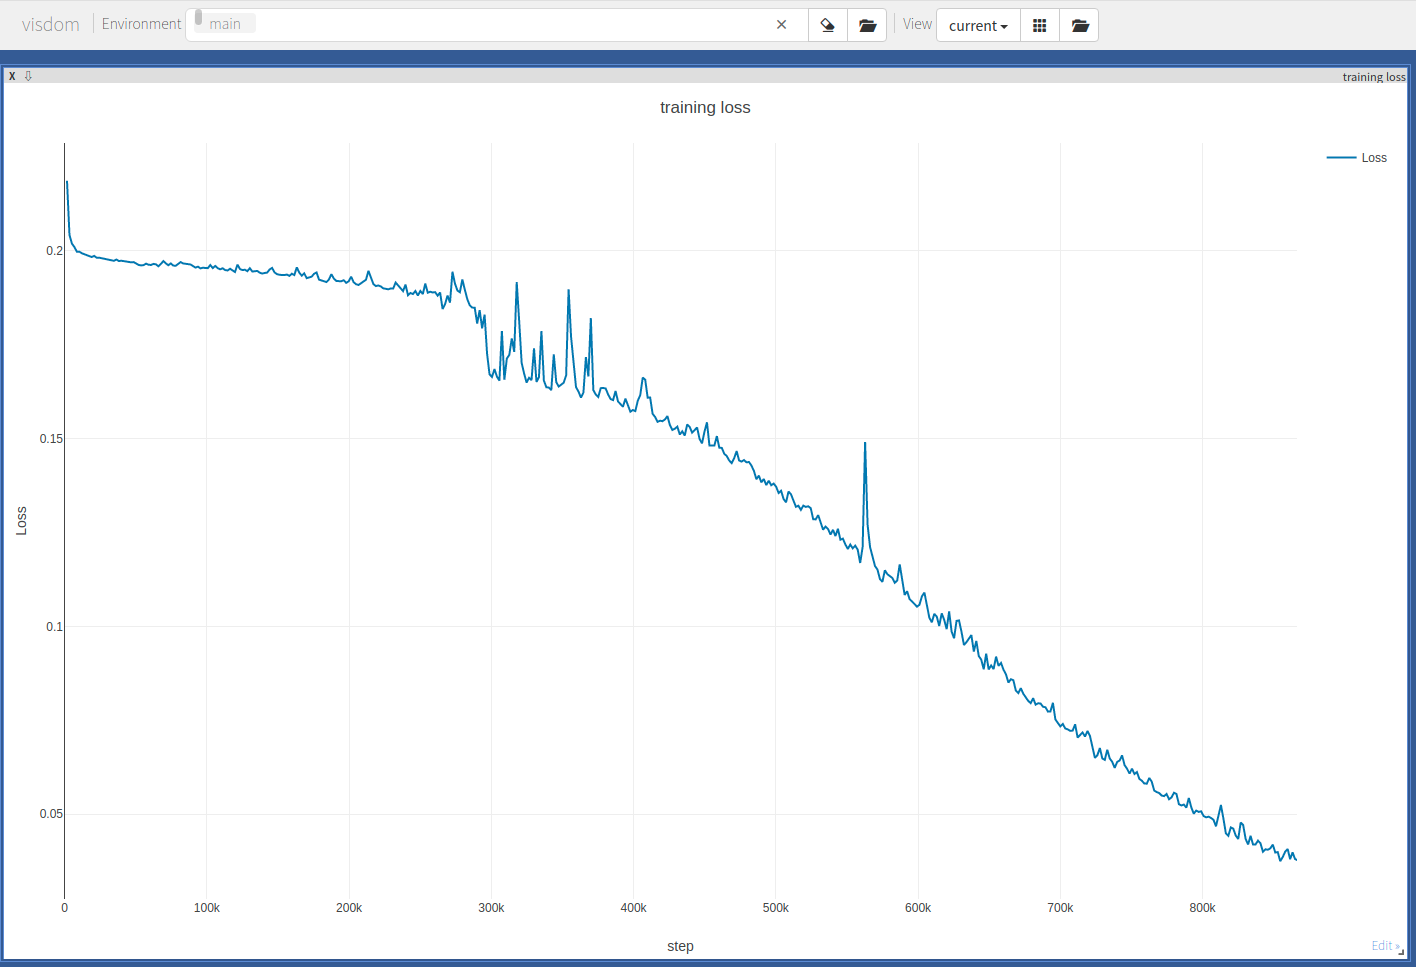 visdom Environment main × View current
X ⇩ training loss
training loss
Loss
0.2
0.15
0.1
0.05
Loss
0 100k 200k 300k 400k 500k 600k 700k 800k
step
Edit »